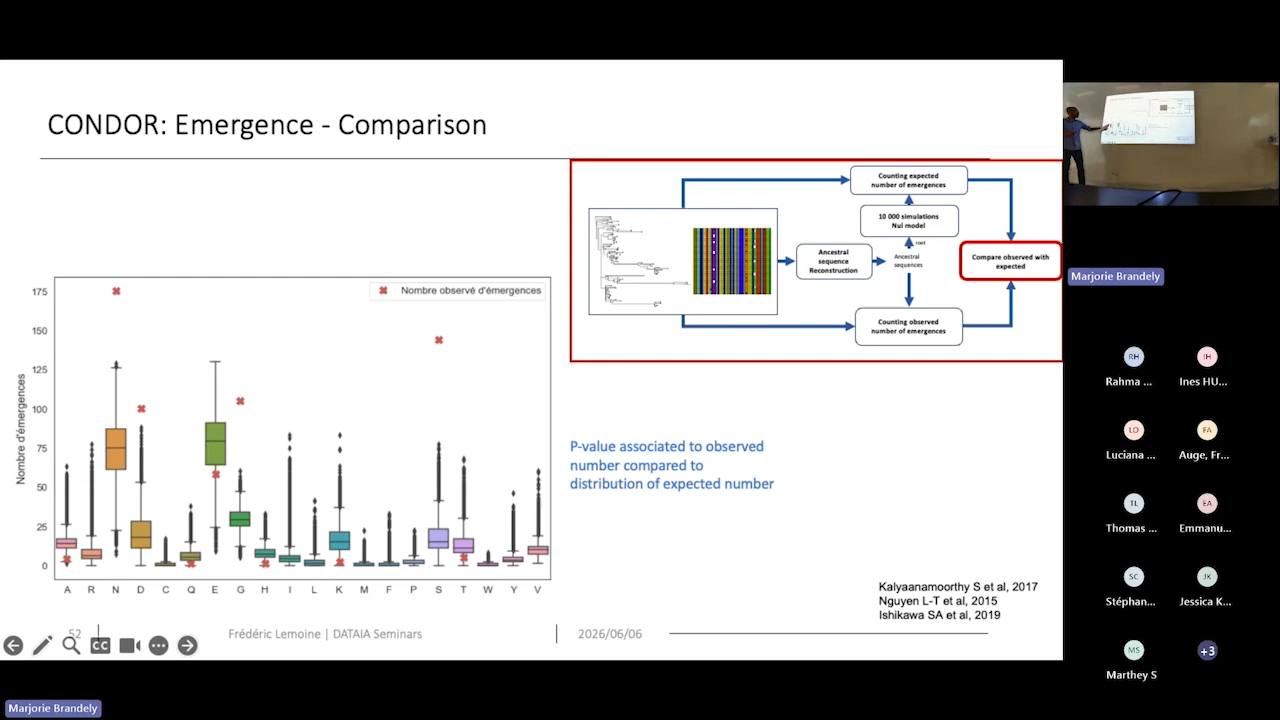 CONDOR: Emergence - Comparison
Counting expected
number of emergences
10 000 simulations
Nul model
root
Ancestral
sequence
Reconstruction
Ancestral
sequences
Compare observed with
expected
Counting observed
number of emergences
Nombre observé d'émergences
Nombre d'émergences
175
150
125
100
75
50
25
0
A R N D C Q E G H I L K M F P S T W Y V
P-value associated to observed
number compared to
distribution of expected number
Kalyaanamoorthy S et al, 2017
Nguyen L-T et al, 2015
Ishikawa SA et al, 2019
52
Frédéric Lemoine | DATAIA Seminars
2026/06/06
CC
Marjorie Brandely
RH
Rahma ...
IH
Ines HU...
LO
Luciana ...
FA
Auge, Fr...
TL
Thomas ...
EA
Emmanu...
SC
Stéphan...
JK
Jessica K...
MS
Marthey S
+3
Marjorie Brandely